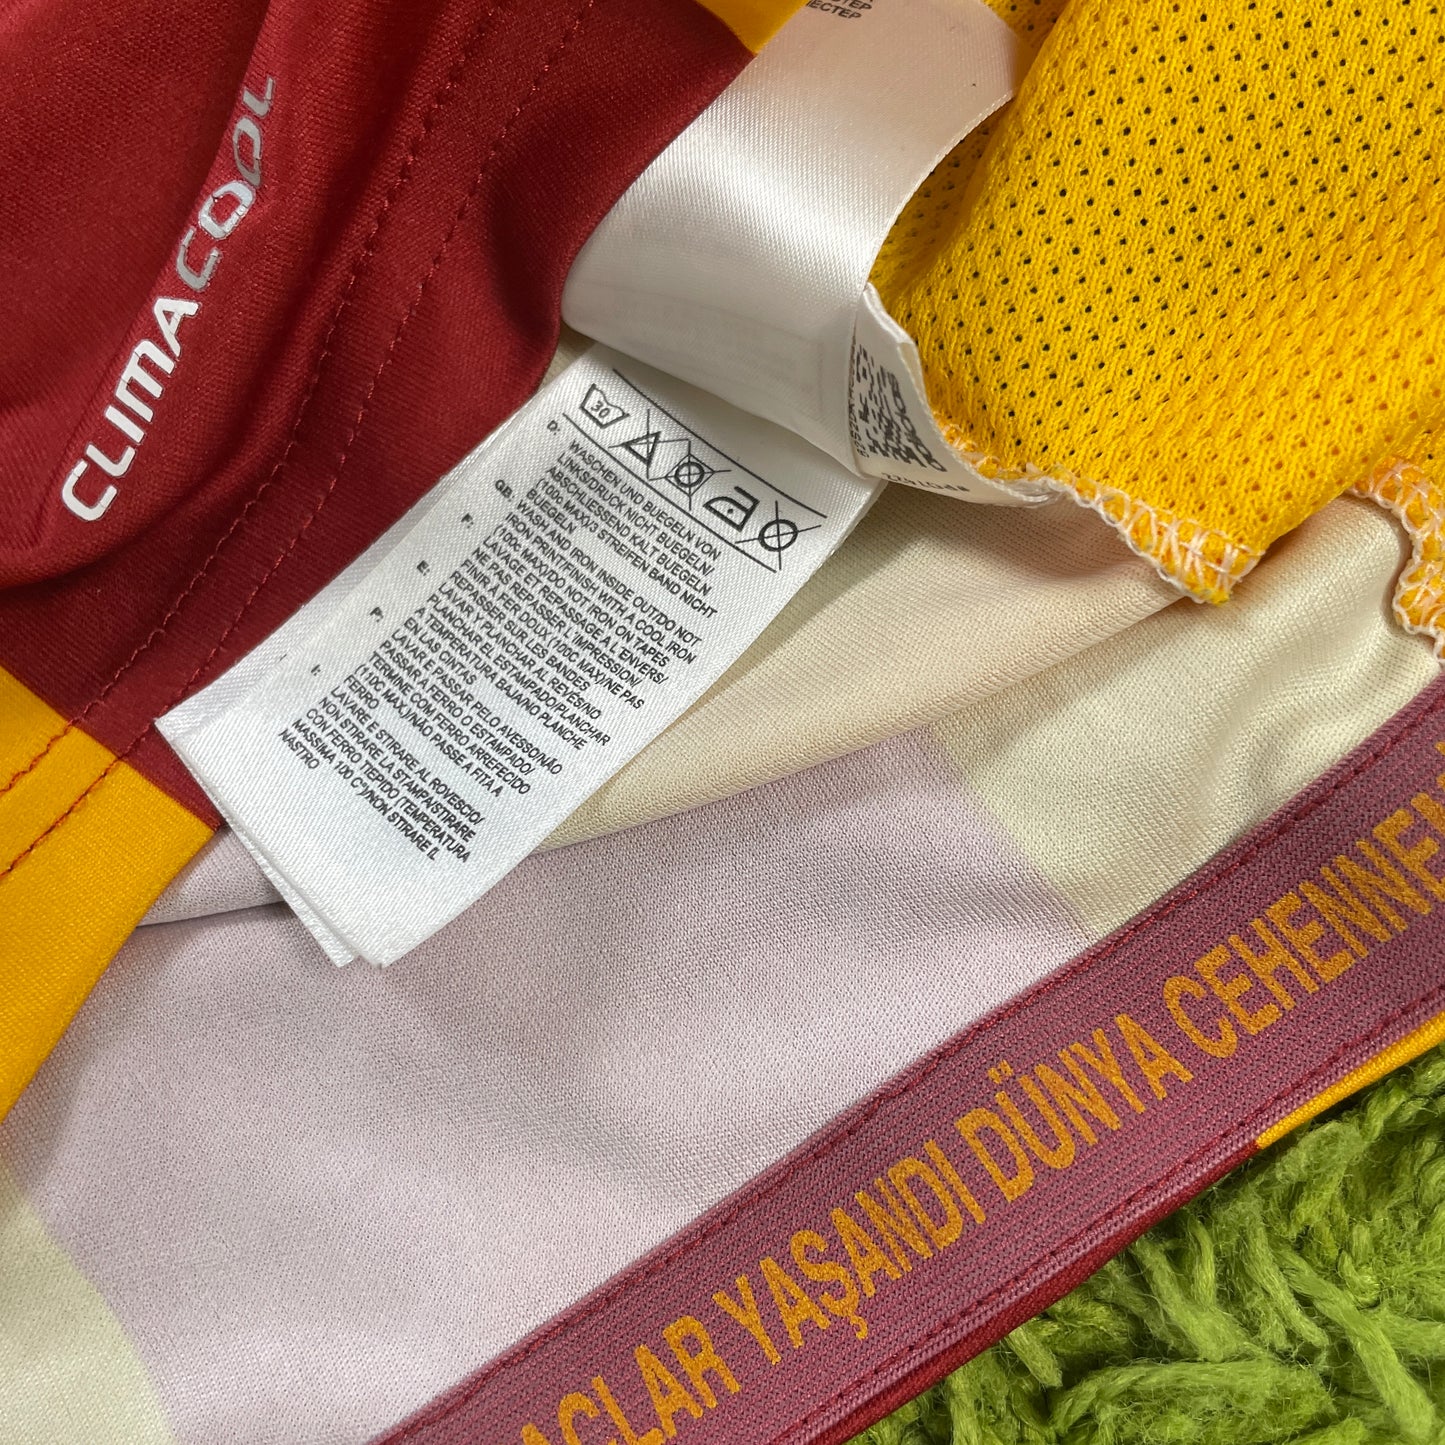 CLIMACOOL
30
D: WASCHEN UND BUEGELN VON
LINKS/DRUCK NICHT BUEGELN/
ABSCHLIESSEND KALT BUEGELN
(100c MAX)/3 STREIFEN BAND NICHT
BUEGELN
GB: WASH AND IRON INSIDE OUT/DO NOT
IRON PRINT/FINISH WITH A COOL IRON
(100c MAX)/DO NOT IRON ON TAPES
F: LAVAGE ET REPASSAGE A L'ENVERS/
NE PAS REPASSER L'IMPRESSION/
FINIR A FER DOUX (100C MAX)/NE PAS
REPASSER SUR LES BANDES
E: LAVAR Y PLANCHAR AL REVÉS/NO
PLANCHAR EL ESTAMPADO/PLANCHAR
A TEMPERATURA BAJA/NO PLANCHE
EN LAS CINTAS
P: LAVAR E PASSAR PELO AVESSO/NÃO
PASSAR A FERRO O ESTAMPADO/
TERMINE COM FERRO ARREFECIDO
(110C MAX.)/NÃO PASSE A FITA A
FERRO
I: LAVARE E STIRARE AL ROVESCIO/
NON STIRARE LA STAMPA/STIRARE
CON FERRO TIEPIDO (TEMPERATURA
MASSIMA 100 C°)/NON STIRARE IL
NASTRO
YAŞANDI DÜNYA